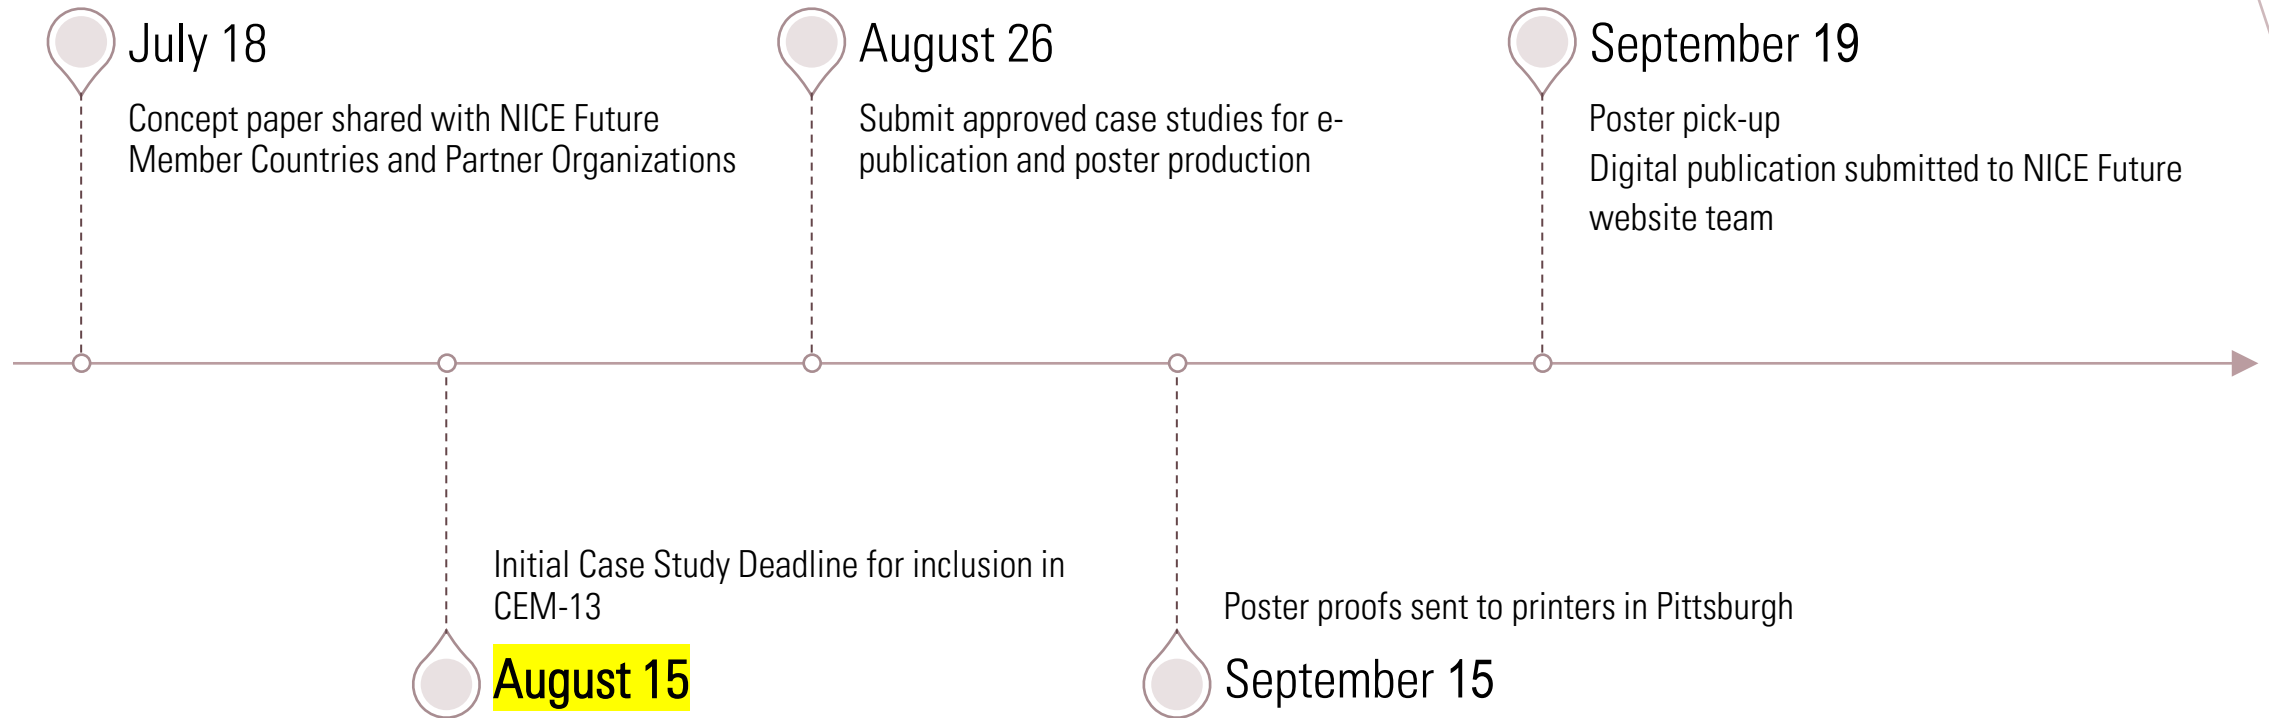 July 18
Concept paper shared with NICE Future
Member Countries and Partner Organizations
August 26
Submit approved case studies for e-
publication and poster production
September 19
Poster pick-up
Digital publication submitted to NICE Future
website team
Initial Case Study Deadline for inclusion in
CEM-13
August 15
Poster proofs sent to printers in Pittsburgh
September 15